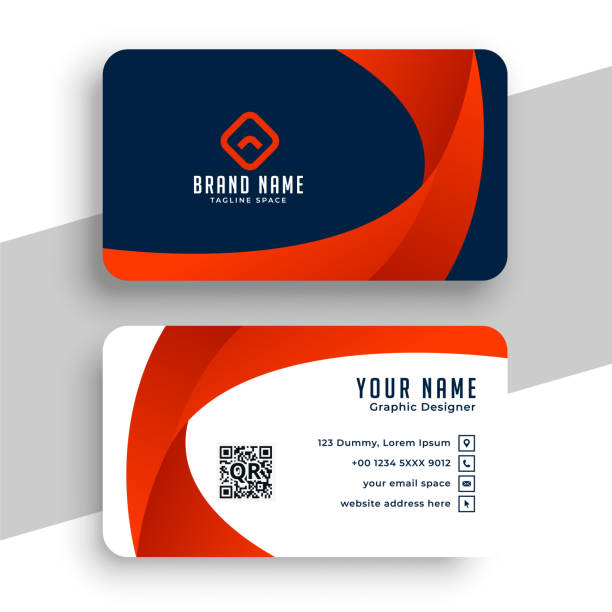 BRAND NAME
TAGLINE SPACE
YOUR NAME
Graphic Designer
123 Dummy, Lorem Ipsum
+00 1234 5XXX 9012
your email space
website address here
QR